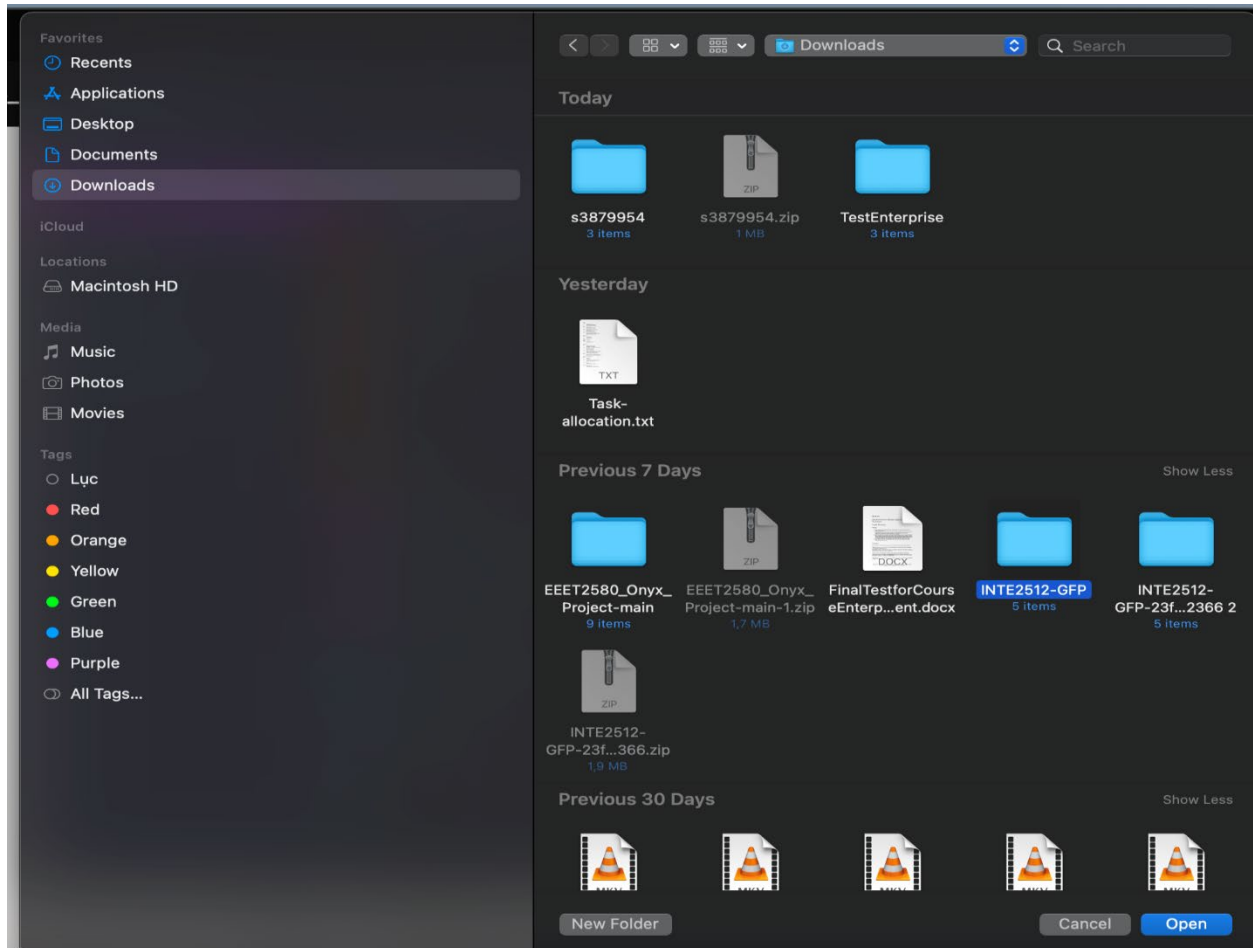 Favorites
Recents
Applications
Desktop
Documents
Downloads
iCloud
Locations
Macintosh HD
Media
Music
Photos
Movies
Tags
Lục
Red
Orange
Yellow
Green
Blue
Purple
All Tags...
Downloads
Search
Today
ZIP
s3879954
3 items
s3879954.zip
1 MB
TestEnterprise
3 items
Yesterday
TXT
Task-
allocation.txt
Previous 7 Days
Show Less
ZIP
DOCX
EEET2580_Onyx_
Project-main
9 items
EEET2580_Onyx_
Project-main-1.zip
1,7 MB
FinalTestforCours
eEnterp...ent.docx
INTE2512-GFP
5 items
INTE2512-
GFP-23f...2366 2
5 items
ZIP
INTE2512-
GFP-23f...366.zip
1,9 MB
Previous 30 Days
Show Less
New Folder
Cancel
Open